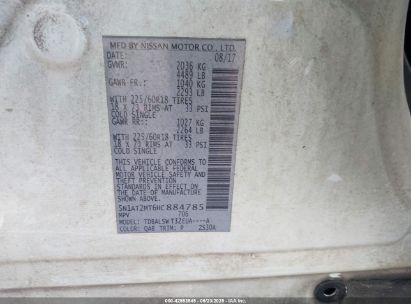 MFD BY NISSAN MOTOR CO., LTD.
DATE: 08/17
GVWR: 2036 KG
4489 LB
GAWR FR: 1040 KG
2293 LB
WITH 225/60R18 TIRES
18 X 7J RIMS AT 33 PSI
COLD SINGLE
GAWR RR: 1027 KG
2264 LB
WITH 225/60R18 TIRES
18 X 7J RIMS AT 33 PSI
COLD SINGLE
THIS VEHICLE CONFORMS TO ALL
APPLICABLE FEDERAL MOTOR
VEHICLE SAFETY STANDARDS IN
EFFECT ON THE DATE OF
MANUFACTURE SHOWN
ABOVE.
884785
MPV 706
MODEL:
COLOR: QAB TRIM: P